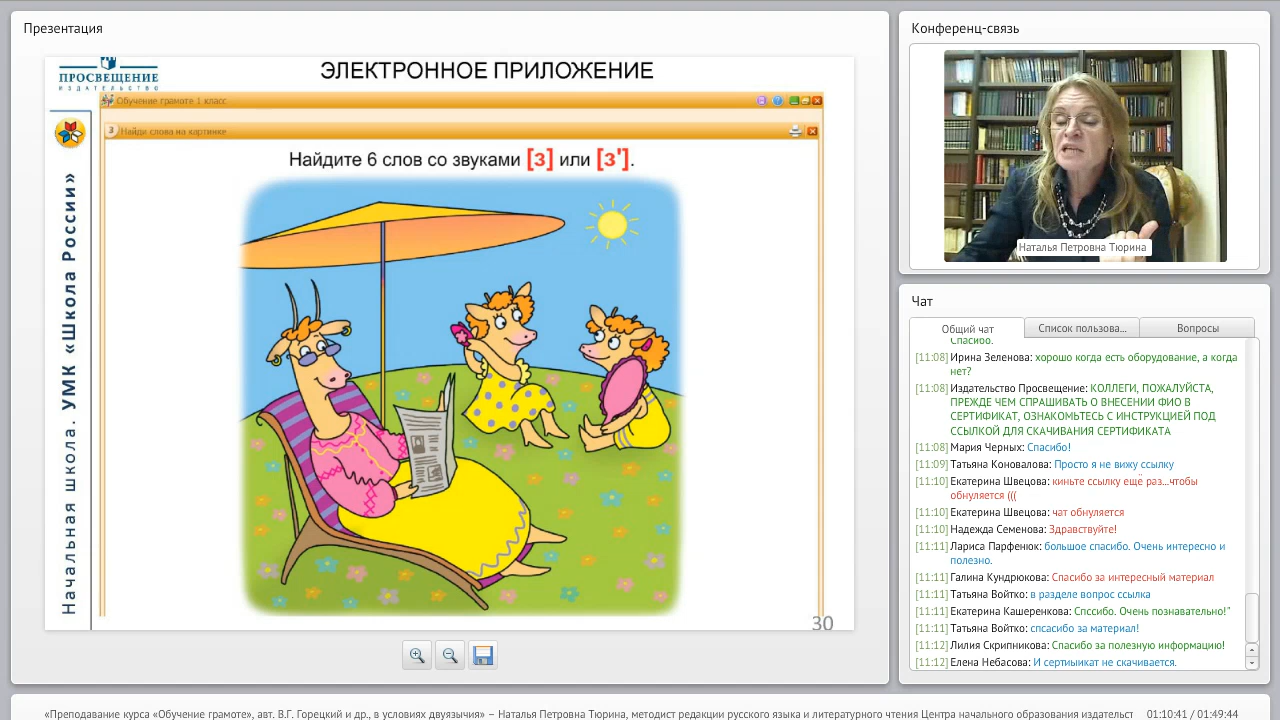 Презентация
ПРОСВЕЩЕНИЕ
ИЗДАТЕЛЬСТВО
ЭЛЕКТРОННОЕ ПРИЛОЖЕНИЕ
Обучение грамоте 1 класс
3 Найди слова на картинке
Найдите 6 слов со звуками [з] или [з'].
Начальная школа. УМК «Школа России»
30
Конференц-связь
Наталья Петровна Тюрина
Чат
Общий чат
Список пользова...
Вопросы
Спасибо.
[11:08] Ирина Зеленова: хорошо когда есть оборудование, а когда
нет?
[11:08] Издательство Просвещение: КОЛЛЕГИ, ПОЖАЛУЙСТА,
ПРЕЖДЕ ЧЕМ СПРАШИВАТЬ О ВНЕСЕНИИ ФИО В
СЕРТИФИКАТ, ОЗНАКОМЬТЕСЬ С ИНСТРУКЦИЕЙ ПОД
ССЫЛКОЙ ДЛЯ СКАЧИВАНИЯ СЕРТИФИКАТА
[11:08] Мария Черных: Спасибо!
[11:09] Татьяна Коновалова: Просто я не вижу ссылку
[11:10] Екатерина Швецова: киньте ссылку ещё раз...чтобы
обнуляется (((
[11:10] Екатерина Швецова: чат обнуляется
[11:10] Надежда Семенова: Здравствуйте!
[11:11] Лариса Парфенюк: большое спасибо. Очень интересно и
полезно.
[11:11] Галина Кундрюкова: Спасибо за интересный материал
[11:11] Татьяна Войтко: в разделе вопрос ссылка
[11:11] Екатерина Кашеренкова: Спссибо. Очень познавательно!"
[11:11] Татьяна Войтко: спсасибо за материал!
[11:12] Лилия Скрипникова: Спасибо за полезную информацию!
[11:12] Елена Небасова: И сертиыикат не скачивается.
«Преподавание курса «Обучение грамоте», авт. В.Г. Горецкий и др., в условиях двуязычия» – Наталья Петровна Тюрина, методист редакции русского языка и литературного чтения Центра начального образования издательст 01:10:41 / 01:49:44